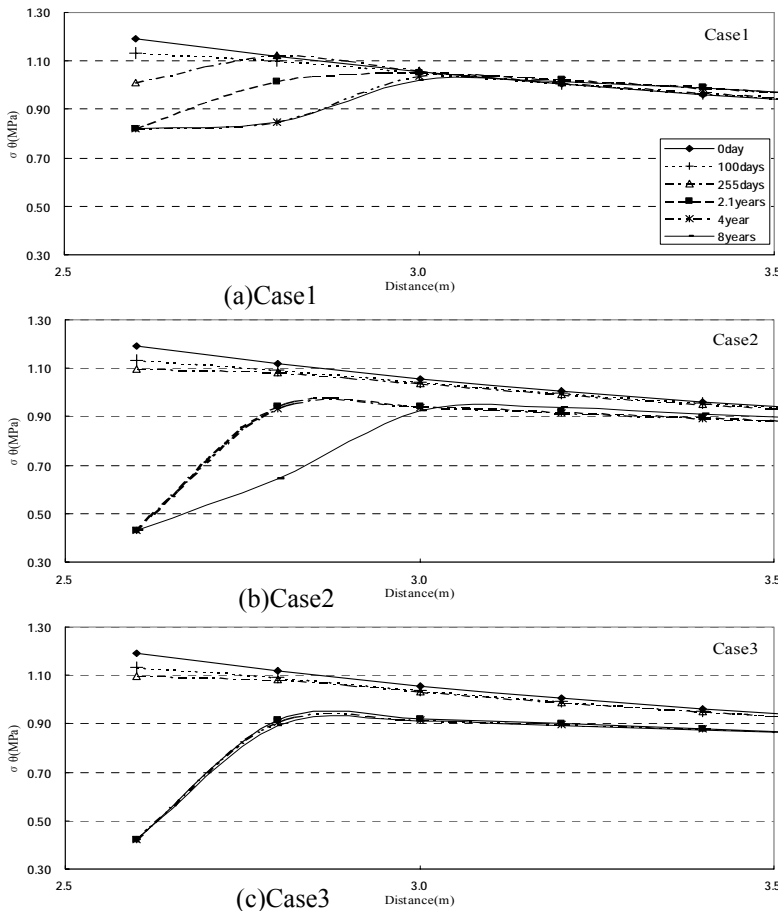 1.30
1.10
0.90
0.70
0.50
0.30
σ θ(MPa)
Case1
0day
100days
255days
2.1years
4year
8years
2.5
3.0
3.5
Distance(m)
(a)Case1
1.30
1.10
0.90
0.70
0.50
0.30
σ θ(MPa)
Case2
2.5
3.0
3.5
Distance(m)
(b)Case2
1.30
1.10
0.90
0.70
0.50
0.30
σ θ(MPa)
Case3
2.5
3.0
3.5
Distance(m)
(c)Case3